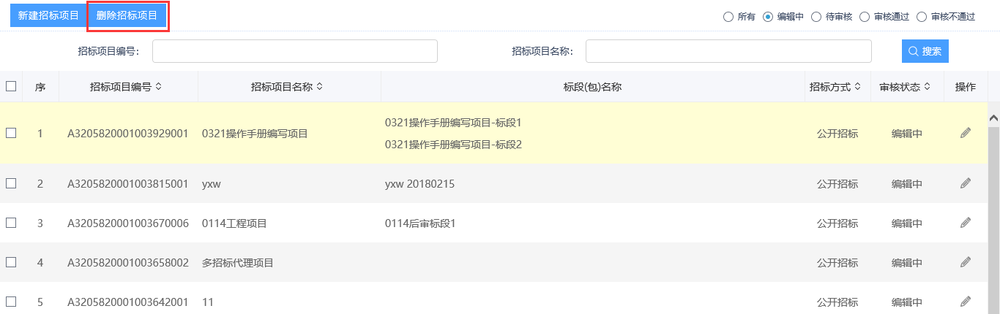 新建招标项目 删除招标项目 所有 编辑中 待审核 审核通过 审核不通过
招标项目编号： 招标项目名称： 搜索
序 招标项目编号 招标项目名称 标段(包)名称 招标方式 审核状态 操作
0321操作手册编写项目-标段1
1 A3205820001003929001 0321操作手册编写项目 公开招标 编辑中
0321操作手册编写项目-标段2
2 A3205820001003815001 yxw yxw 20180215 公开招标 编辑中
3 A3205820001003670006 0114工程项目 0114后审标段1 公开招标 编辑中
4 A3205820001003658002 多招标代理项目 公开招标 编辑中
5 A3205820001003642001 11 公开招标 编辑中